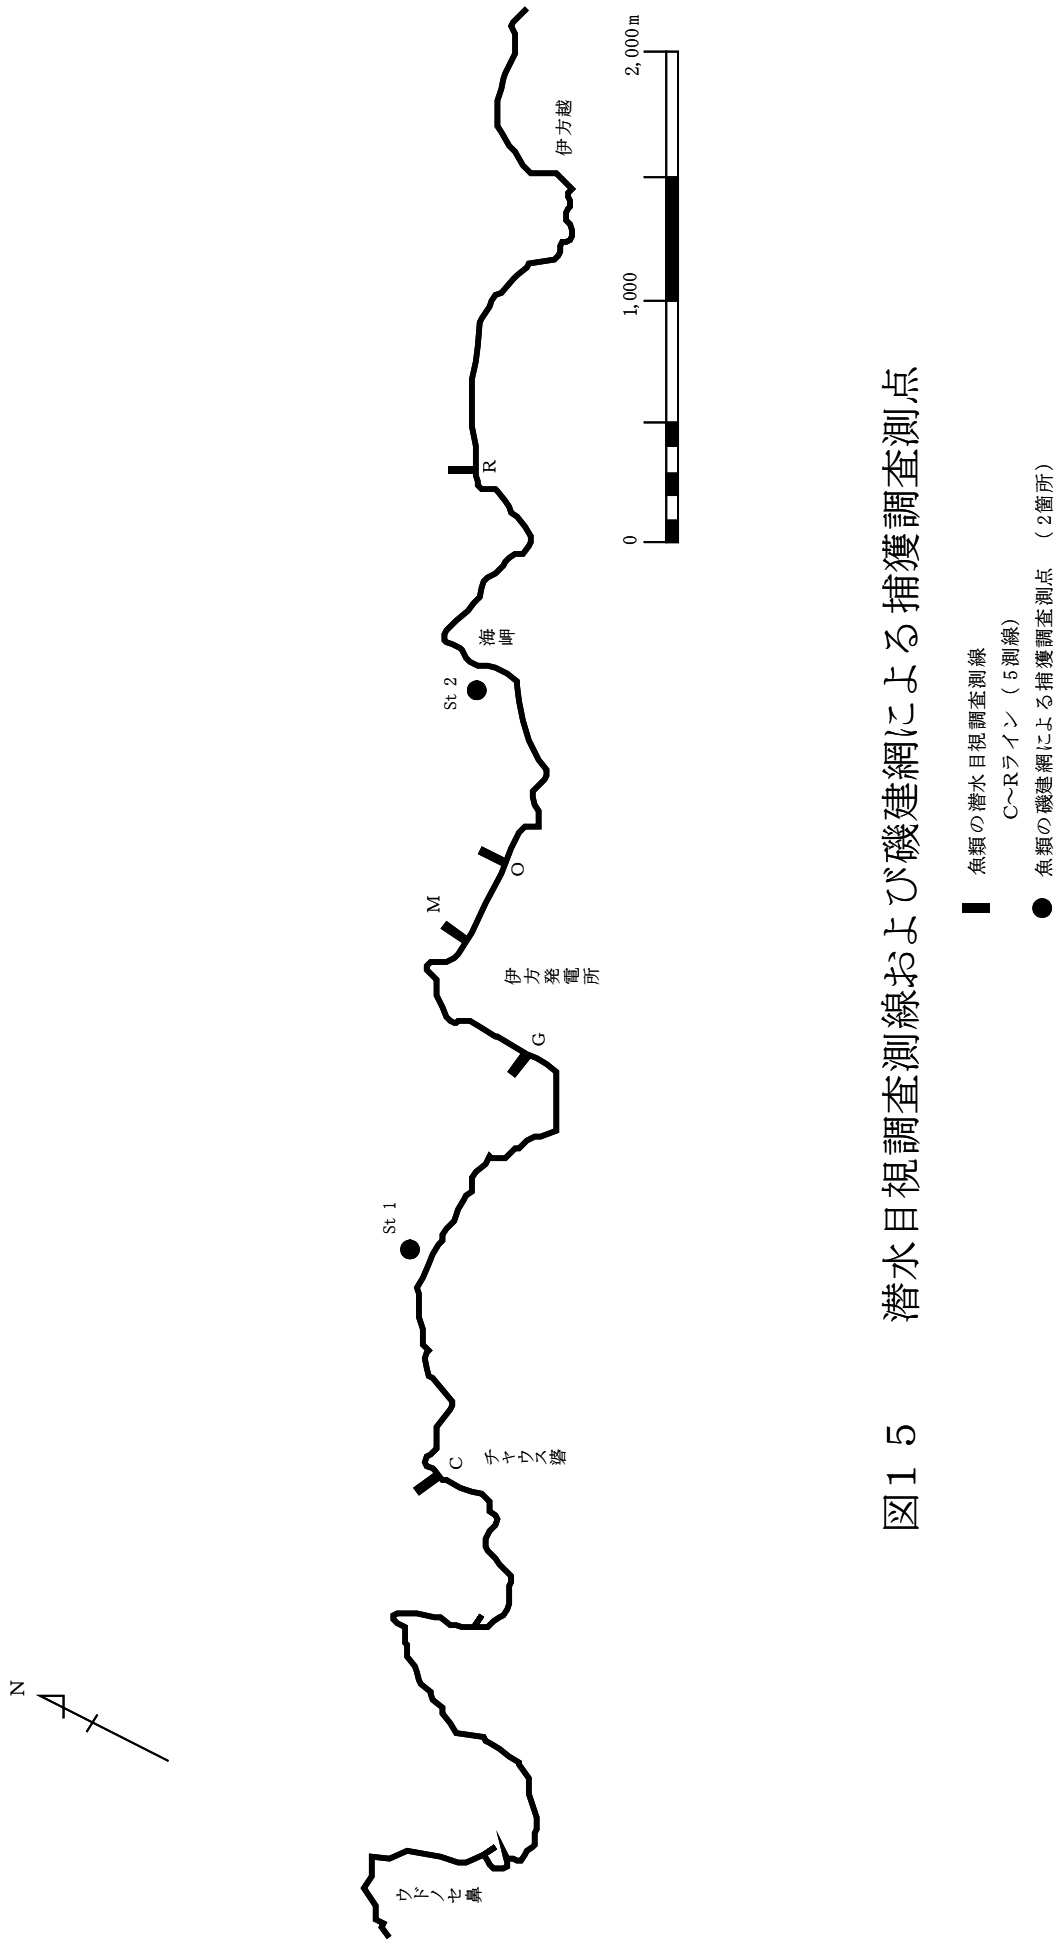 N
ウドノセ鼻
C
チャウス碆
St 1
G
伊方発電所
M
O
St 2
海岬
R
伊方越
0
1,000
2,000m
図15 潜水目視調査測線および磯建網による捕獲調査測点
魚類の潜水目視調査測線
C～Rライン（5測線）
魚類の磯建網による捕獲調査測点 （2箇所）